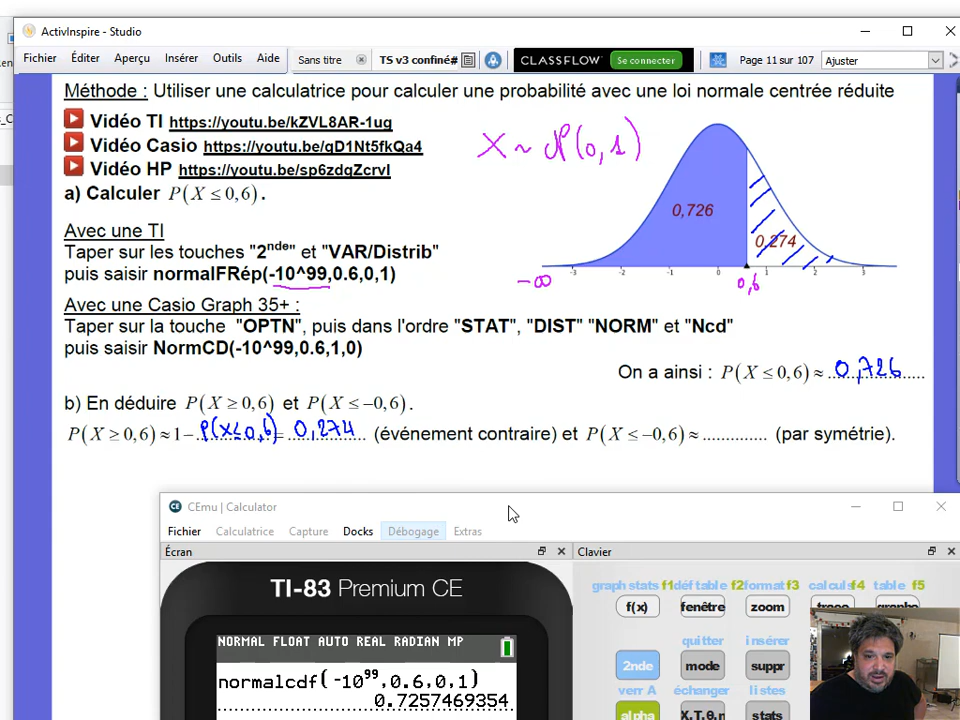 ActivInspire - Studio
Fichier Éditer Aperçu Insérer Outils Aide Sans titre TS v3 confiné# CLASSFLOW Se connecter Page 11 sur 107 Ajuster
Méthode : Utiliser une calculatrice pour calculer une probabilité avec une loi normale centrée réduite
Vidéo TI https://youtu.be/kZVL8AR-1ug
Vidéo Casio https://youtu.be/qD1Nt5fkQa4
Vidéo HP https://youtu.be/sp6zdqZcrvI
X ~ N(0,1)
a) Calculer P(X ≤ 0,6).
0,726
0,274
-3 -2 -1 0 1 2 3
-∞ 0,6
Avec une TI
Taper sur les touches "2nde" et "VAR/Distrib"
puis saisir normalFRép(-10^99,0.6,0,1)
Avec une Casio Graph 35+ :
Taper sur la touche "OPTN", puis dans l'ordre "STAT", "DIST" "NORM" et "Ncd"
puis saisir NormCD(-10^99,0.6,1,0)
On a ainsi : P(X ≤ 0,6) ≈ 0,726
b) En déduire P(X ≥ 0,6) et P(X ≤ −0,6).
P(X ≥ 0,6) ≈ 1− P(X≤0,6) = 0,274 (événement contraire) et P(X ≤ −0,6) ≈ .............. (par symétrie).
CEmu | Calculator
Fichier Calculatrice Capture Docks Débogage Extras
Écran
Clavier
TI-83 Premium CE
NORMAL FLOAT AUTO REAL RADIAN MP
normalcdf(-10^99,0.6,0,1)
0.7257469354
graph stats f1 déf table f2 format f3 calculs f4 table f5
f(x) fenêtre zoom
quitter insérer
2nde mode suppr
verr A échanger listes
alpha X,T,θ,n stats